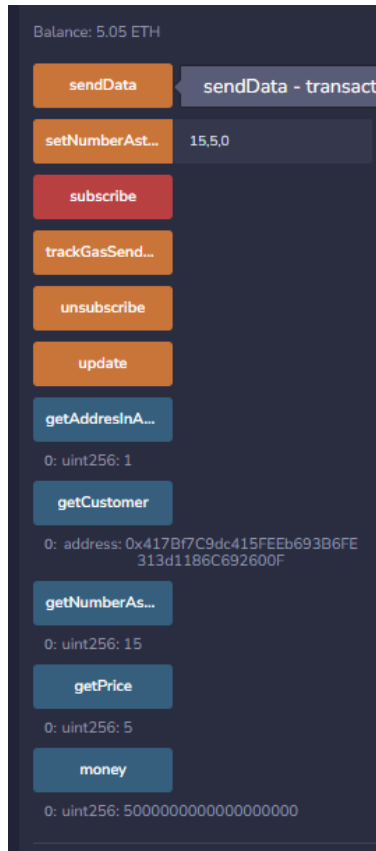 Balance: 5.05 ETH
sendData
sendData - transact
setNumberAst...
15,5,0
subscribe
trackGasSend...
unsubscribe
update
getAddresInA...
0: uint256: 1
getCustomer
0: address: 0x417Bf7C9dc415FEEb693B6FE
313d1186C692600F
getNumberAs...
0: uint256: 15
getPrice
0: uint256: 5
money
0: uint256: 5000000000000000000